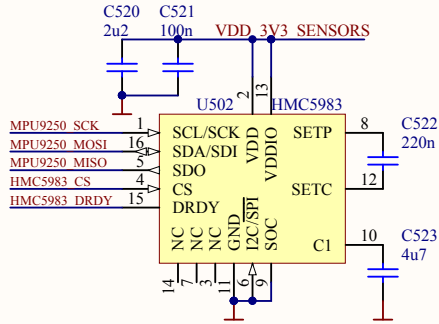 C520 C521
2u2 100n
VDD_3V3_SENSORS
2
13
U502 HMC5983
MPU9250_SCK 1 SCL/SCK
MPU9250_MOSI 16 SDA/SDI
MPU9250_MISO 5 SDO
HMC5983_CS 4 CS
HMC5983_DRDY 15 DRDY
VDD
VDDIO
SETP 8
C522
220n
SETC 12
C1 10
C523
4u7
NC
NC
NC
GND
I2C/SPI
SOC
14
7
3
11
6
9